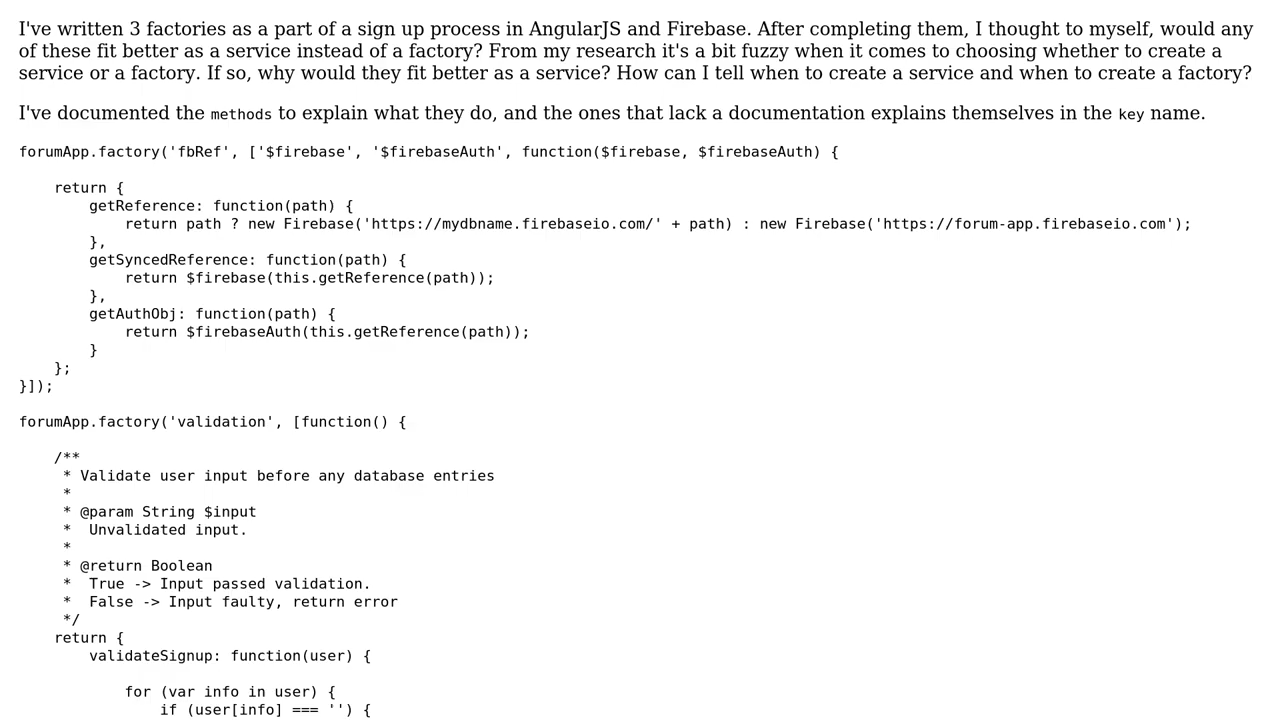 I've written 3 factories as a part of a sign up process in AngularJS and Firebase. After completing them, I thought to myself, would any
of these fit better as a service instead of a factory? From my research it's a bit fuzzy when it comes to choosing whether to create a
service or a factory. If so, why would they fit better as a service? How can I tell when to create a service and when to create a factory?
I've documented the methods to explain what they do, and the ones that lack a documentation explains themselves in the key name.
forumApp.factory('fbRef', ['$firebase', '$firebaseAuth', function($firebase, $firebaseAuth) {
    return {
        getReference: function(path) {
            return path ? new Firebase('https://mydbname.firebaseio.com/' + path) : new Firebase('https://forum-app.firebaseio.com');
        },
        getSyncedReference: function(path) {
            return $firebase(this.getReference(path));
        },
        getAuthObj: function(path) {
            return $firebaseAuth(this.getReference(path));
        }
    };
}]);
forumApp.factory('validation', [function() {
    /**
     * Validate user input before any database entries
     *
     * @param String $input
     *  Unvalidated input.
     *
     * @return Boolean
     *  True -> Input passed validation.
     *  False -> Input faulty, return error
     */
    return {
        validateSignup: function(user) {
            for (var info in user) {
                if (user[info] === '') {